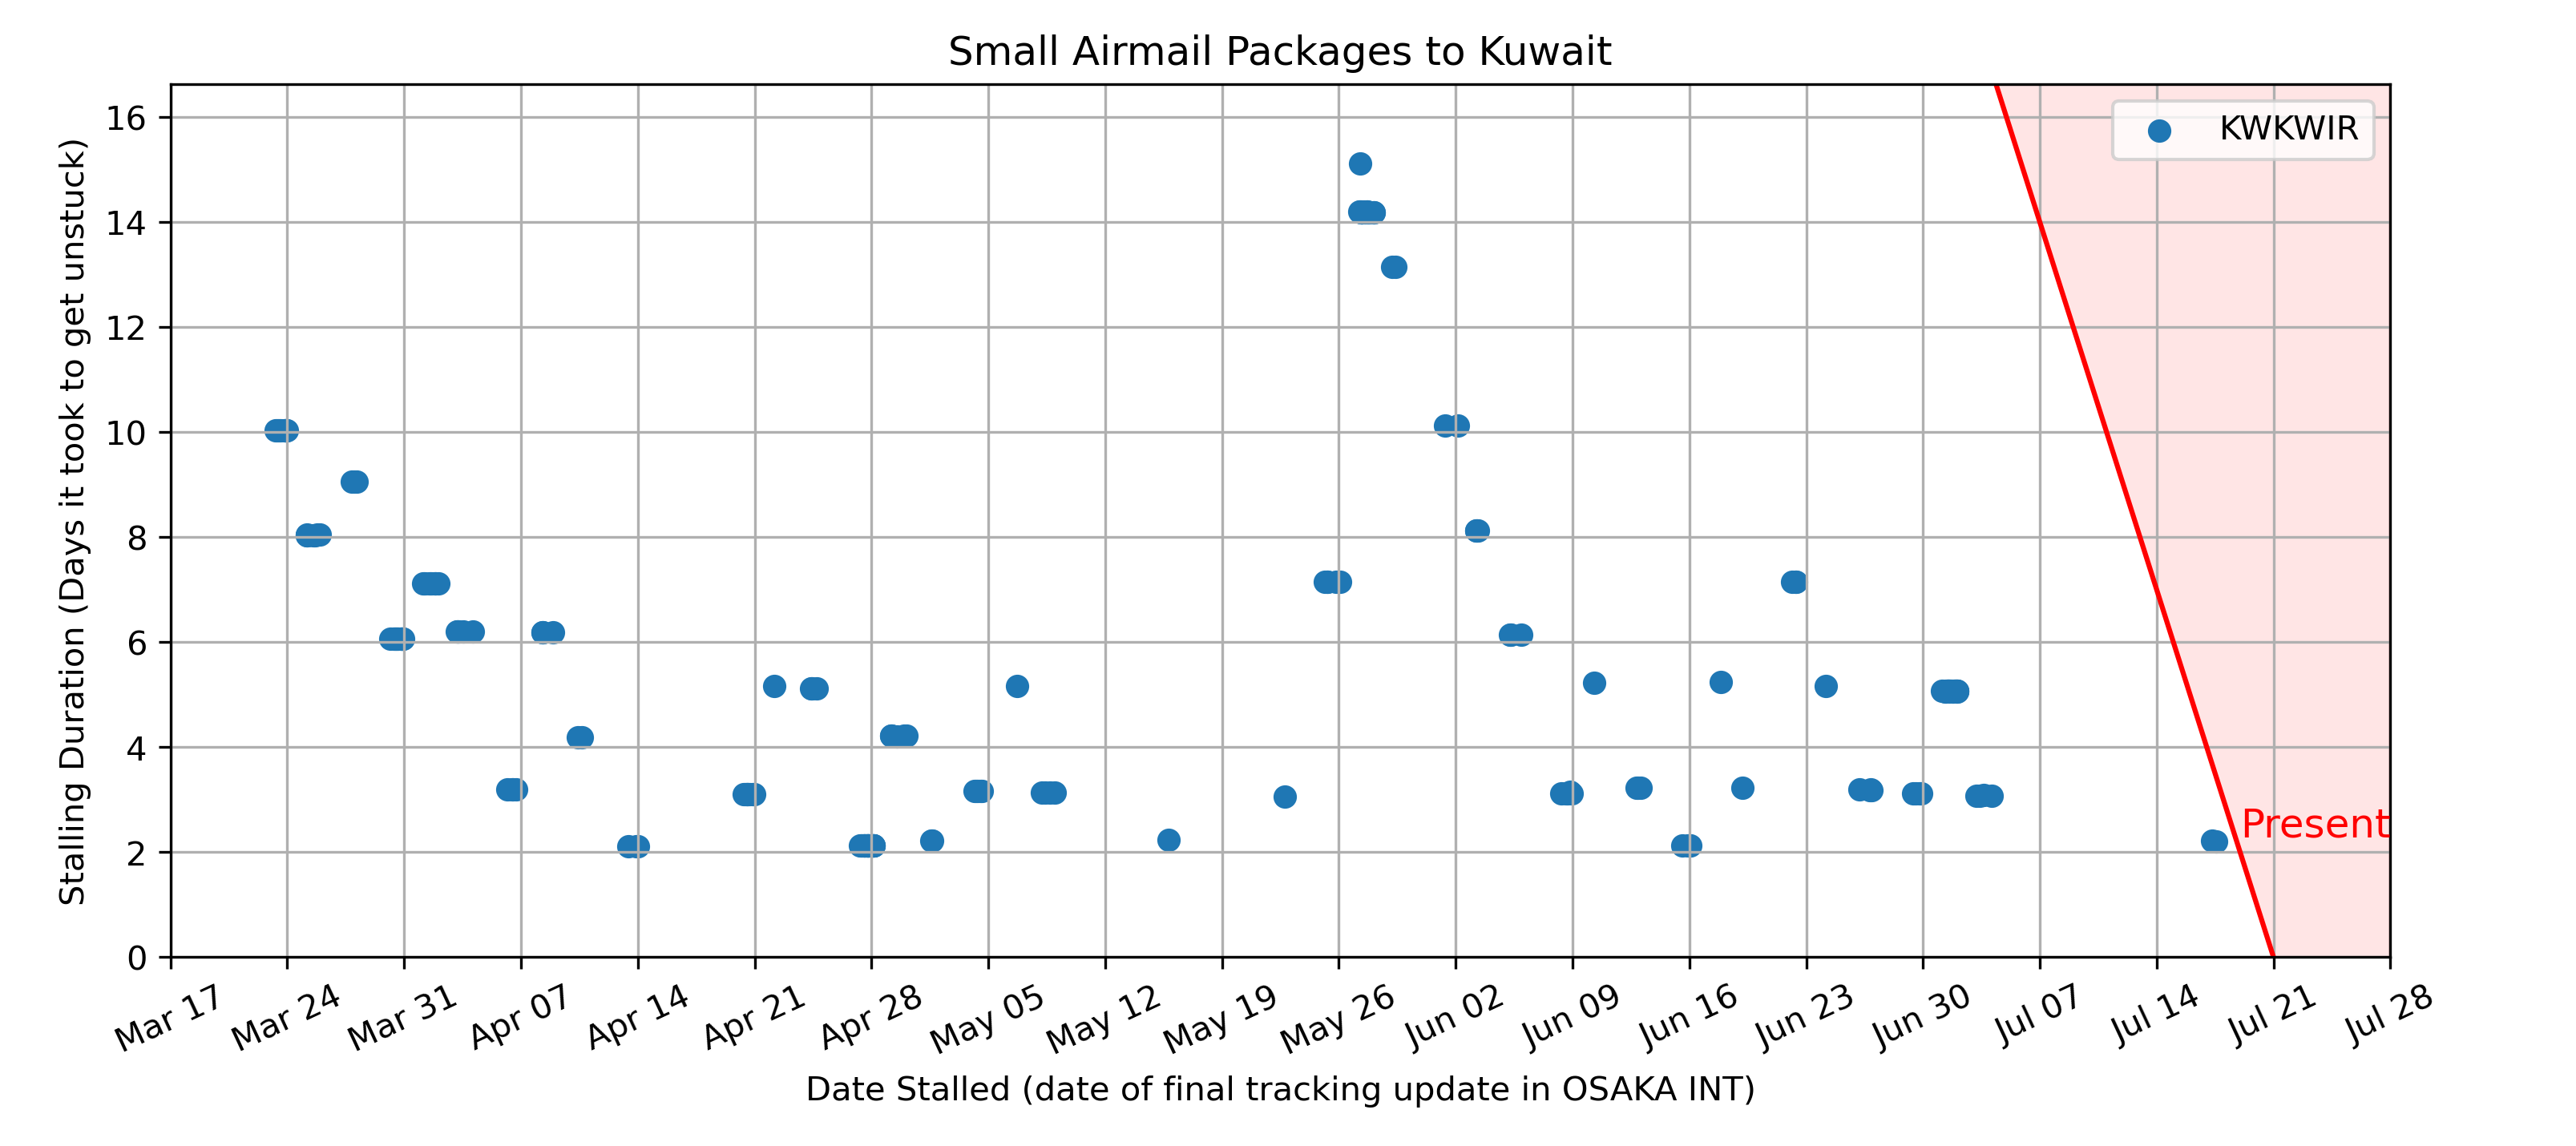 Small Airmail Packages to Kuwait
KWKWIR
Stalling Duration (Days it took to get unstuck)
16
14
12
10
8
6
4
2
0
Present
Mar 17
Mar 24
Mar 31
Apr 07
Apr 14
Apr 21
Apr 28
May 05
May 12
May 19
May 26
Jun 02
Jun 09
Jun 16
Jun 23
Jun 30
Jul 07
Jul 14
Jul 21
Jul 28
Date Stalled (date of final tracking update in OSAKA INT)